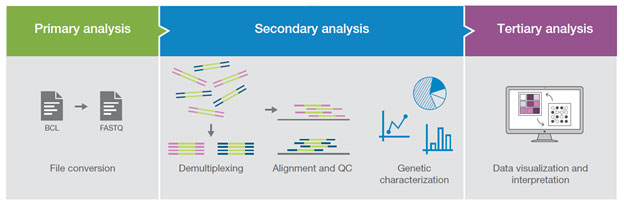 Primary analysis
Secondary analysis
Tertiary analysis
BCL
FASTQ
File conversion
Demultiplexing
Alignment and QC
Genetic
characterization
Data visualization and
interpretation